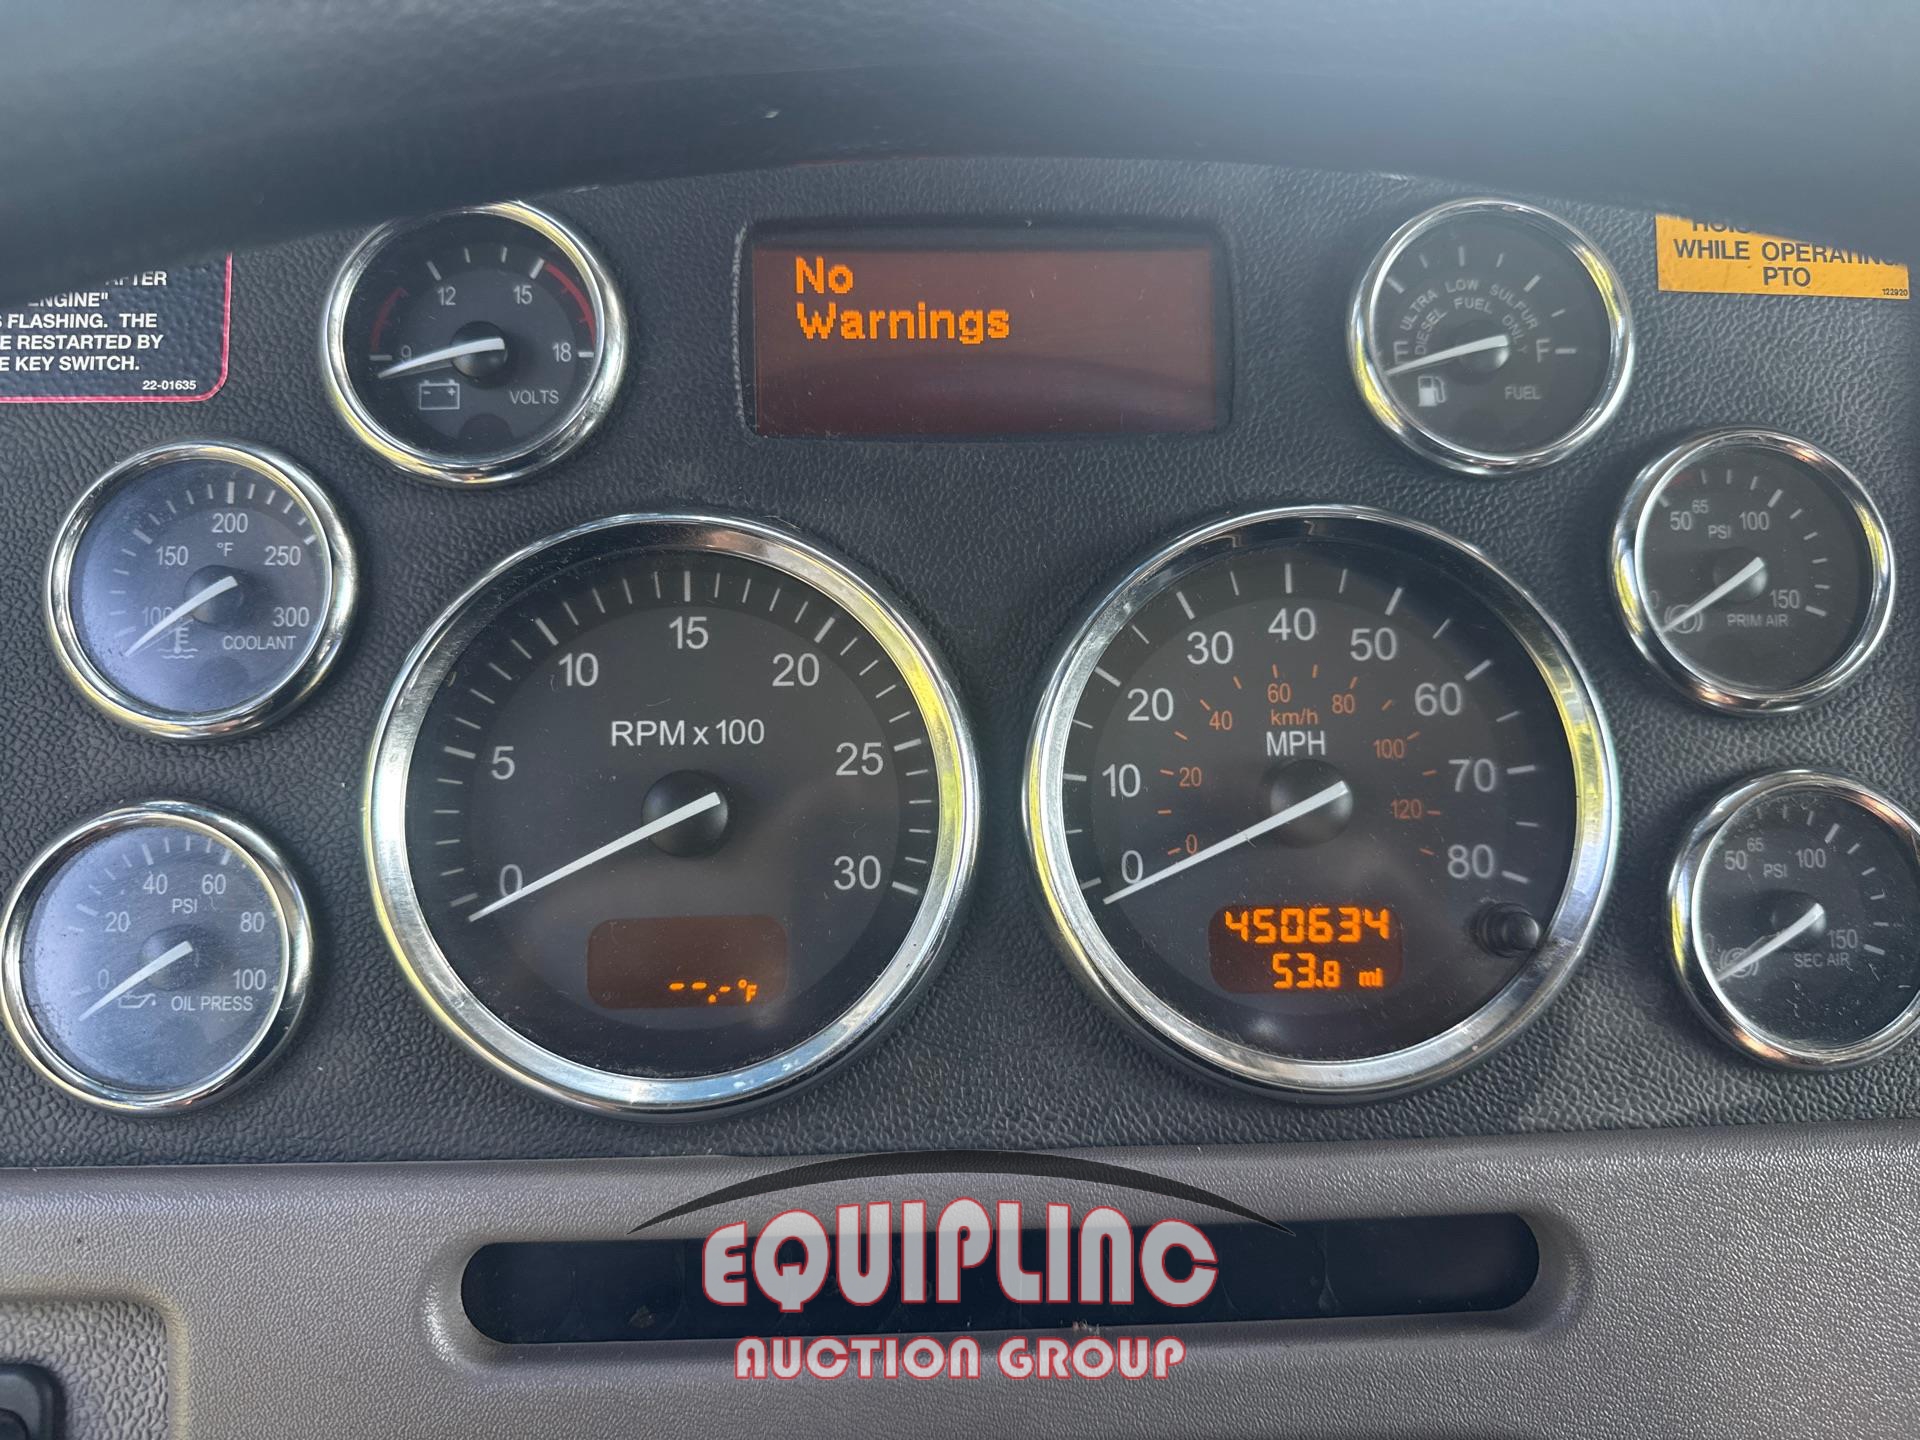 AFTER
ENGINE"
FLASHING. THE
RESTARTED BY
KEY SWITCH.
22-01635
9
12
15
18
VOLTS
No
Warnings
ULTRA LOW SULFUR
DIESEL FUEL ONLY
E
F
FUEL
WHILE OPERATING
PTO
122920
100
150
200
250
300
°F
COOLANT
0
5
10
15
20
25
30
RPM x 100
--.-°F
0
10
20
30
40
50
60
70
80
0
20
40
60
80
100
120
km/h
MPH
450634
53.8 mi
50
65
100
150
PSI
PRIM AIR
0
20
40
60
80
100
PSI
OIL PRESS
50
65
100
150
PSI
SEC AIR
EQUIPLINC
AUCTION GROUP